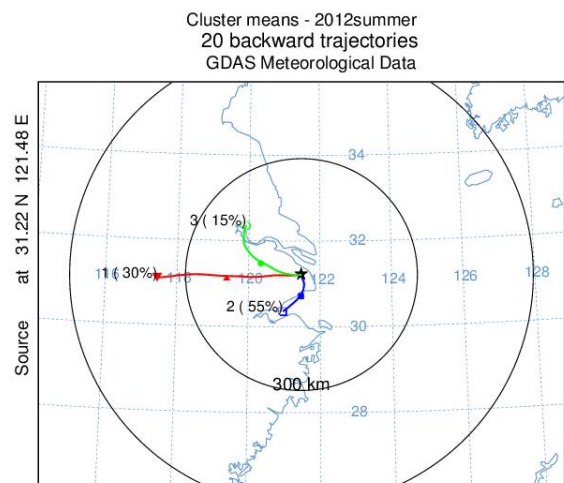 Cluster means - 2012summer
20 backward trajectories
GDAS Meteorological Data
Source at 31.22 N 121.48 E
34
3 ( 15%)
32
1 ( 30%)
118
120
122
124
126
128
2 ( 55%)
30
300 km
28